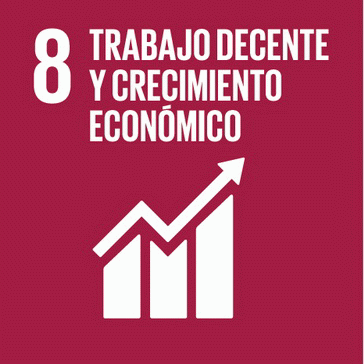 8 TRABAJO DECENTE
Y CRECIMIENTO
ECONÓMICO